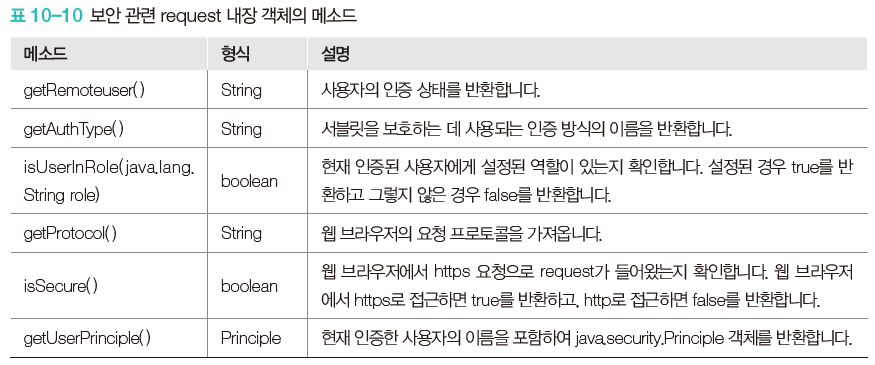 표 10-10 보안 관련 request 내장 객체의 메소드
메소드 형식 설명
getRemoteuser() String 사용자의 인증 상태를 반환합니다.
getAuthType() String 서블릿을 보호하는 데 사용되는 인증 방식의 이름을 반환합니다.
isUserInRole(java.lang.
String role)
boolean
현재 인증된 사용자에게 설정된 역할이 있는지 확인합니다. 설정된 경우 true를 반
환하고 그렇지 않은 경우 false를 반환합니다.
getProtocol() String 웹 브라우저의 요청 프로토콜을 가져옵니다.
isSecure() boolean
웹 브라우저에서 https 요청으로 request가 들어왔는지 확인합니다. 웹 브라우저
에서 https로 접근하면 true를 반환하고, http로 접근하면 false를 반환합니다.
getUserPrinciple() Principle 현재 인증한 사용자의 이름을 포함하여 java.security.Principle 객체를 반환합니다.